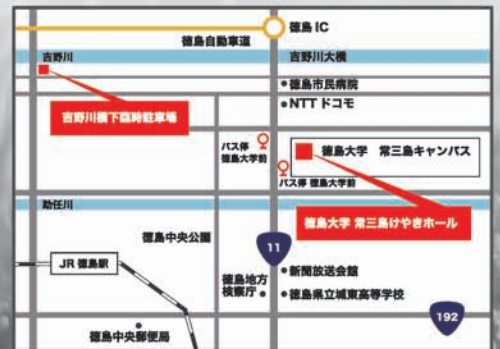 徳島IC
徳島自動車道
吉野川
吉野川大橋
徳島市民病院
NTTドコモ
吉野川橋下臨時駐車場
バス停
徳島大学前
徳島大学 常三島キャンパス
バス停 徳島大学前
助任川
徳島大学 常三島けやきホール
徳島中央公園
11
JR 徳島駅
新聞放送会館
徳島地方
検察庁
徳島県立城東高等学校
192
徳島中央郵便局